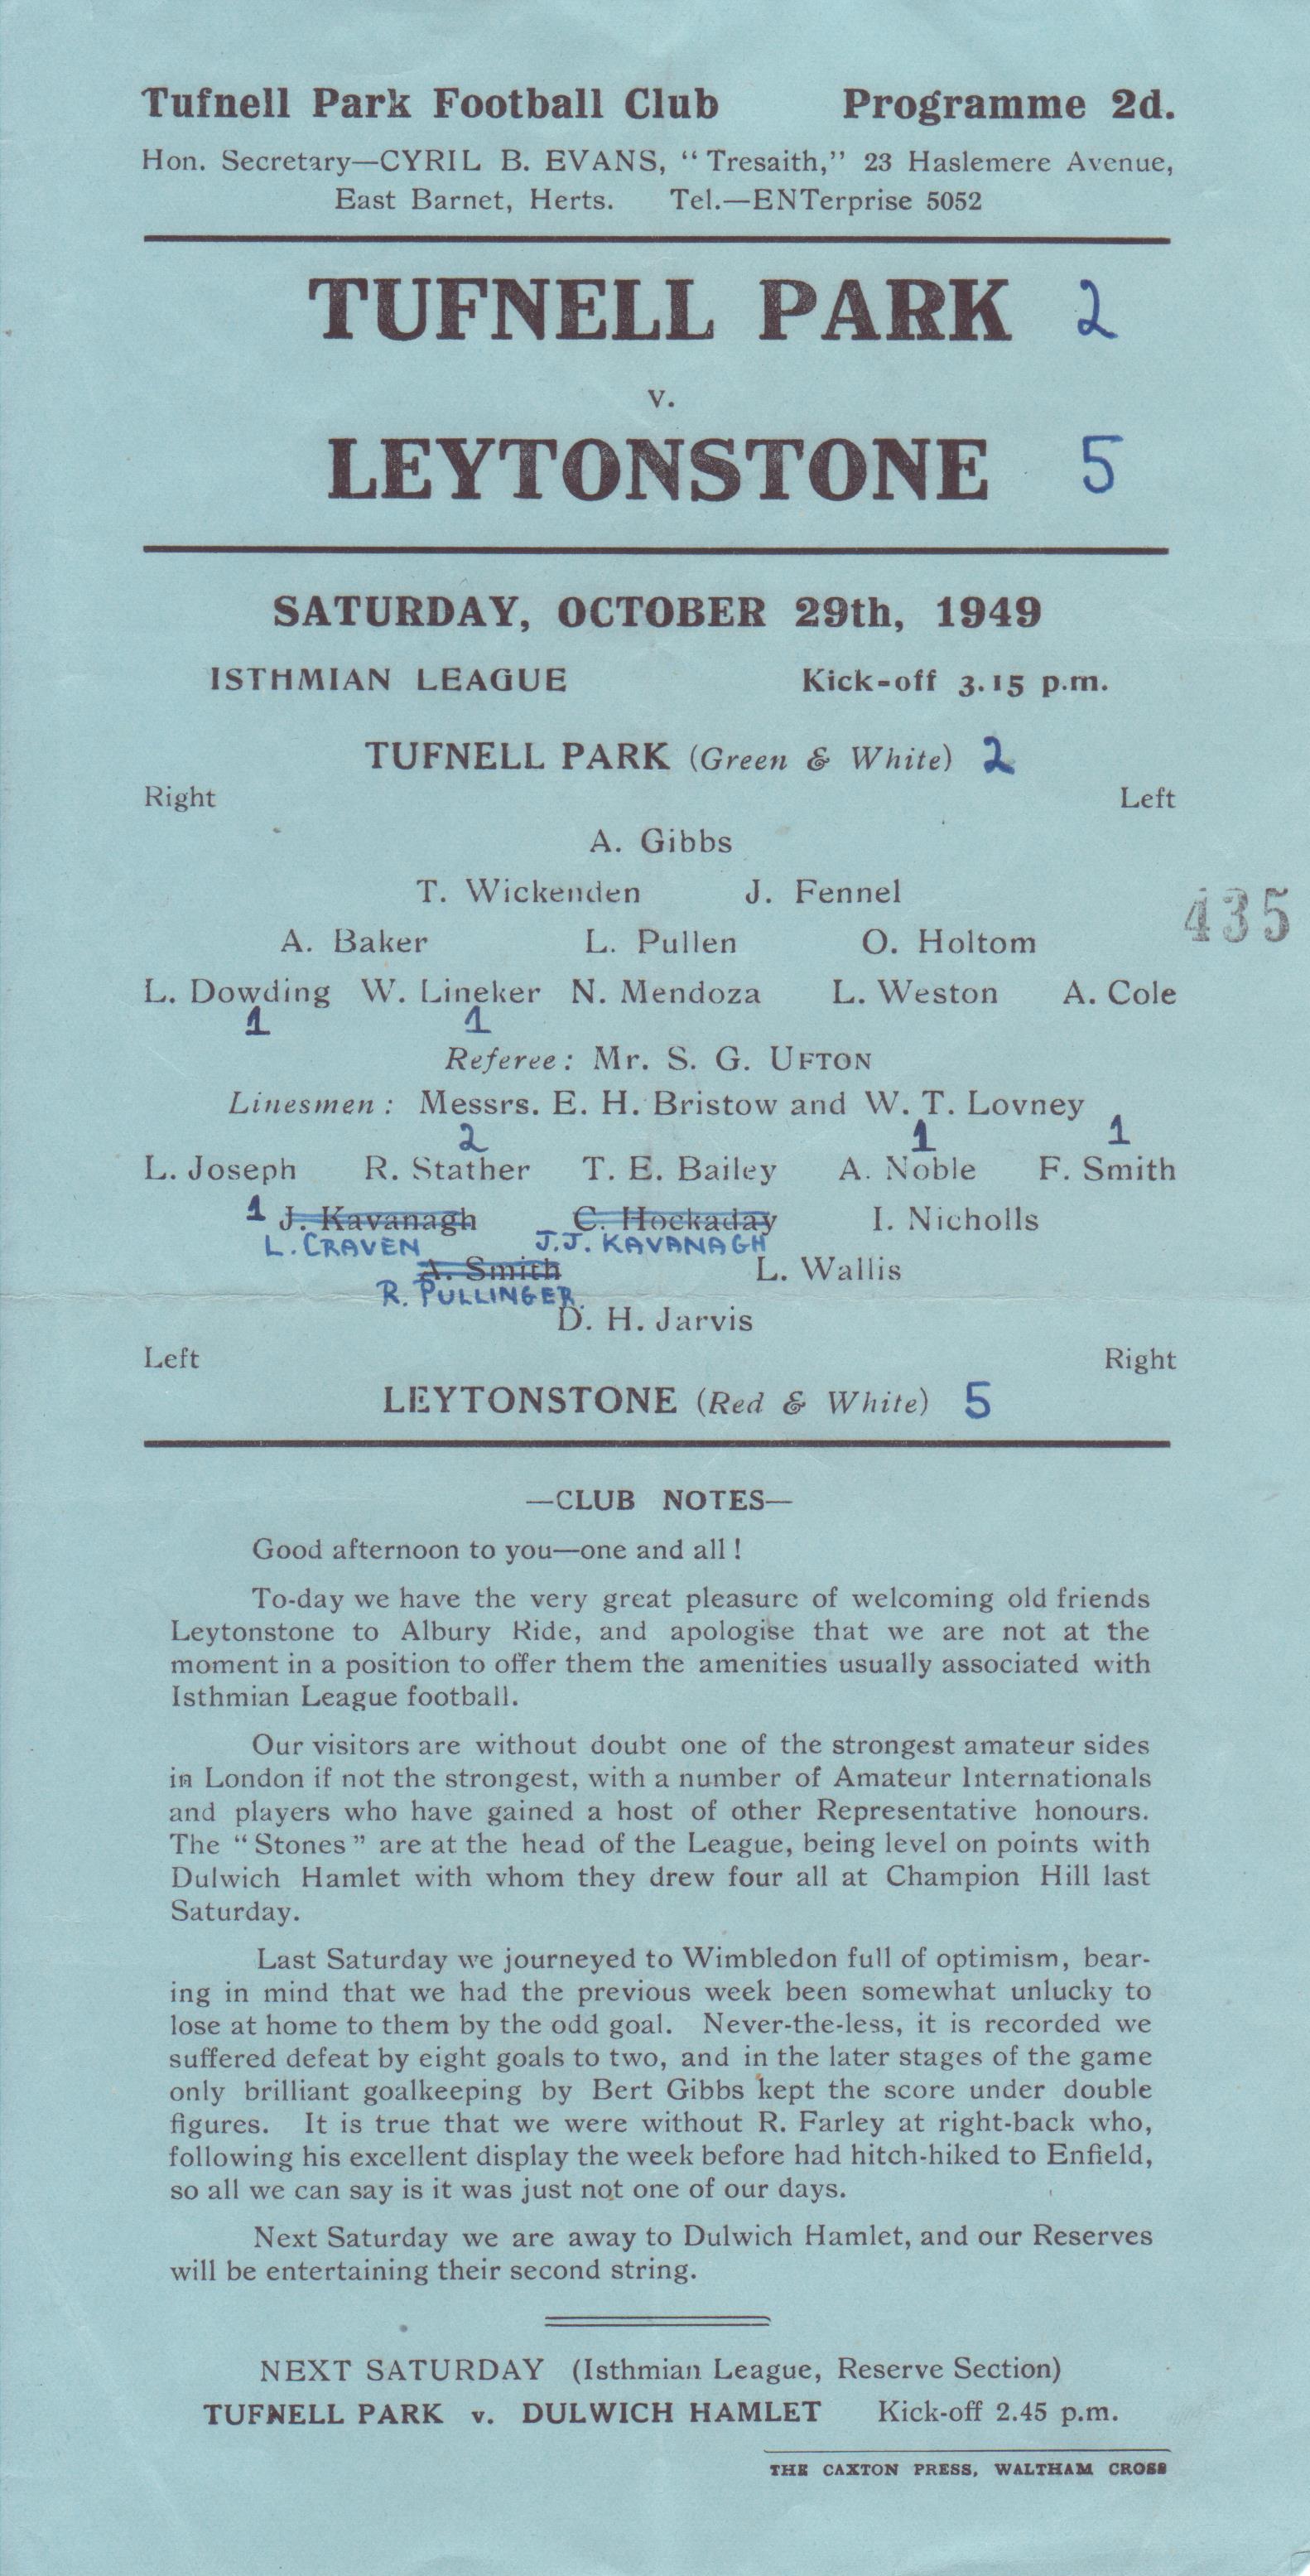 Tufnell Park Football Club Programme 2d.
Hon. Secretary—CYRIL B. EVANS, “Tresaith,” 23 Haslemere Avenue,
East Barnet, Herts. Tel.—ENTerprise 5052
TUFNELL PARK 2
v.
LEYTONSTONE 5
SATURDAY, OCTOBER 29th, 1949
ISTHMIAN LEAGUE Kick-off 3.15 p.m.
TUFNELL PARK (Green & White) 2
Right Left
A. Gibbs
T. Wickenden J. Fennel
435
A. Baker L. Pullen O. Holtom
L. Dowding W. Lineker N. Mendoza L. Weston A. Cole
1 1
Referee: Mr. S. G. UFTON
Linesmen: Messrs. E. H. Bristow and W. T. Lovney
2 1 1
L. Joseph R. Stather T. E. Bailey A. Noble F. Smith
1 J. Kavanagh C. Hockaday I. Nicholls
L. CRAVEN J.J. KAVANAGH
A. Smith L. Wallis
R. PULLINGER.
D. H. Jarvis
Left Right
LEYTONSTONE (Red & White) 5
—CLUB NOTES—
Good afternoon to you—one and all!
To-day we have the very great pleasure of welcoming old friends
Leytonstone to Albury Ride, and apologise that we are not at the
moment in a position to offer them the amenities usually associated with
Isthmian League football.
Our visitors are without doubt one of the strongest amateur sides
in London if not the strongest, with a number of Amateur Internationals
and players who have gained a host of other Representative honours.
The “Stones” are at the head of the League, being level on points with
Dulwich Hamlet with whom they drew four all at Champion Hill last
Saturday.
Last Saturday we journeyed to Wimbledon full of optimism, bear-
ing in mind that we had the previous week been somewhat unlucky to
lose at home to them by the odd goal. Never-the-less, it is recorded we
suffered defeat by eight goals to two, and in the later stages of the game
only brilliant goalkeeping by Bert Gibbs kept the score under double
figures. It is true that we were without R. Farley at right-back who,
following his excellent display the week before had hitch-hiked to Enfield,
so all we can say is it was just not one of our days.
Next Saturday we are away to Dulwich Hamlet, and our Reserves
will be entertaining their second string.
NEXT SATURDAY (Isthmian League, Reserve Section)
TUFNELL PARK v. DULWICH HAMLET Kick-off 2.45 p.m.
THE CAXTON PRESS, WALTHAM CROSS